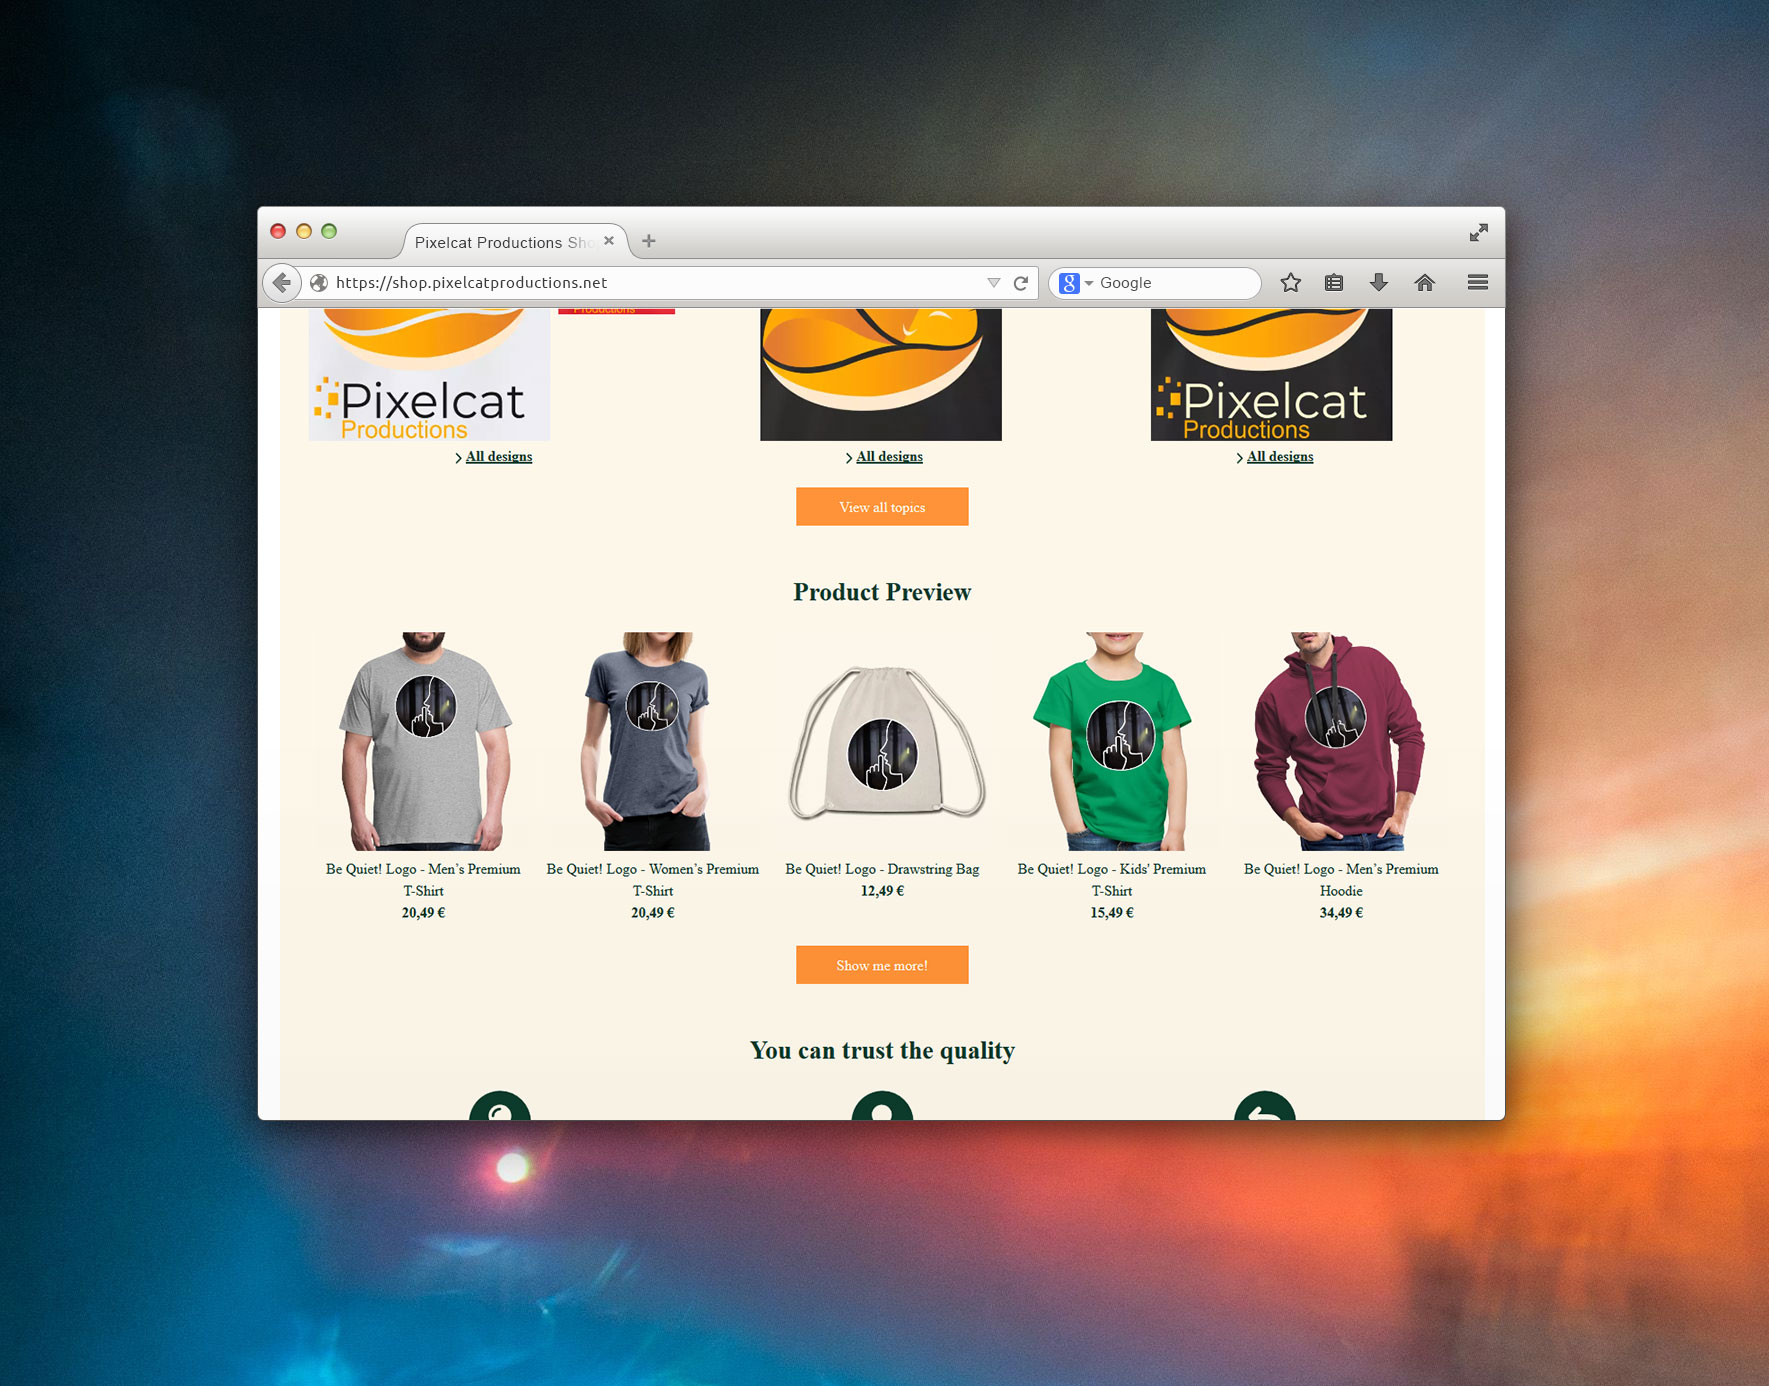 Pixelcat Productions Sho
https://shop.pixelcatproductions.net
Google
Productions
Pixelcat
Productions
Pixelcat
Productions
All designs
All designs
All designs
View all topics
Product Preview
Be Quiet! Logo - Men’s Premium
T-Shirt
20,49 €
Be Quiet! Logo - Women’s Premium
T-Shirt
20,49 €
Be Quiet! Logo - Drawstring Bag
12,49 €
Be Quiet! Logo - Kids' Premium
T-Shirt
15,49 €
Be Quiet! Logo - Men’s Premium
Hoodie
34,49 €
Show me more!
You can trust the quality